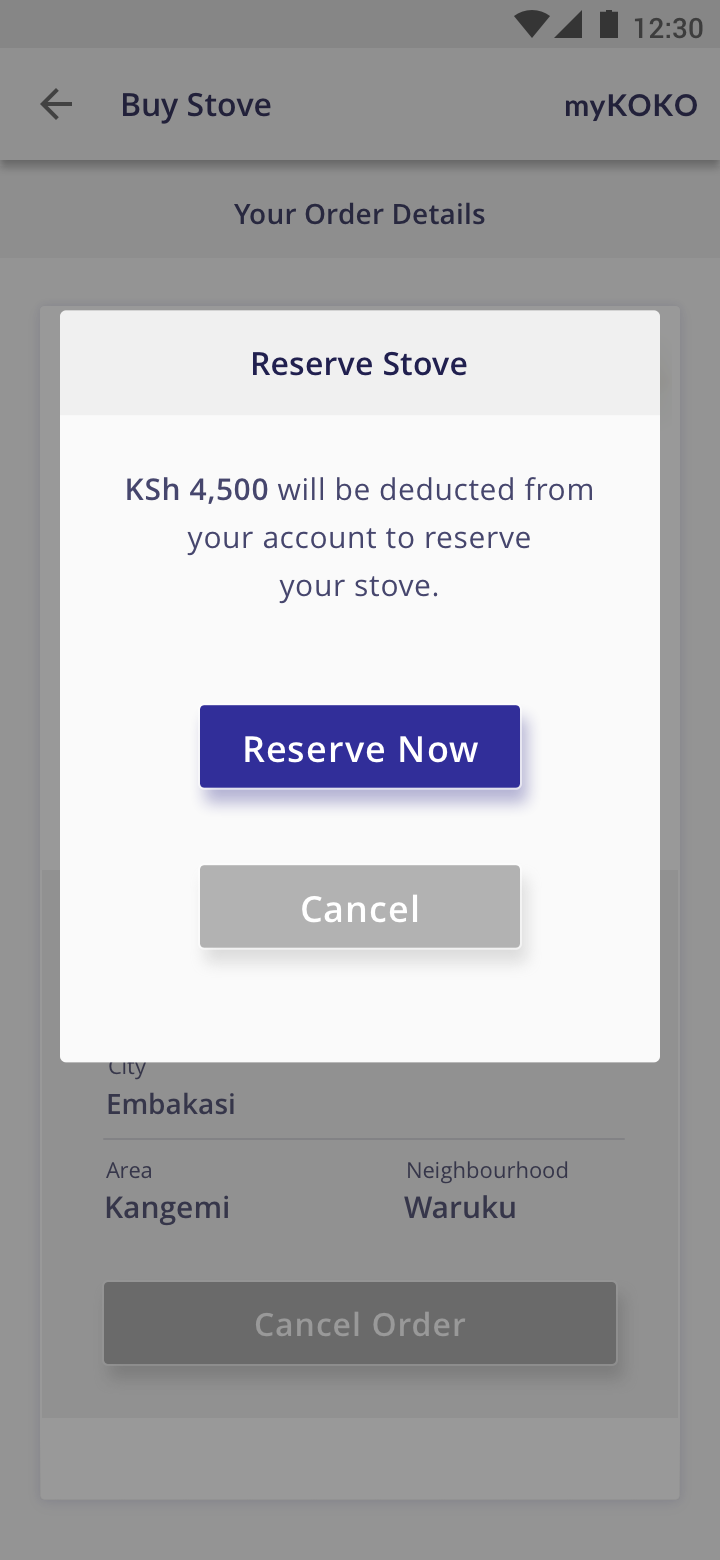 12:30
Buy Stove
myKOKO
Your Order Details
Reserve Stove
KSh 4,500 will be deducted from
your account to reserve
your stove.
Reserve Now
Cancel
City
Embakasi
Area
Neighbourhood
Kangemi
Waruku
Cancel Order